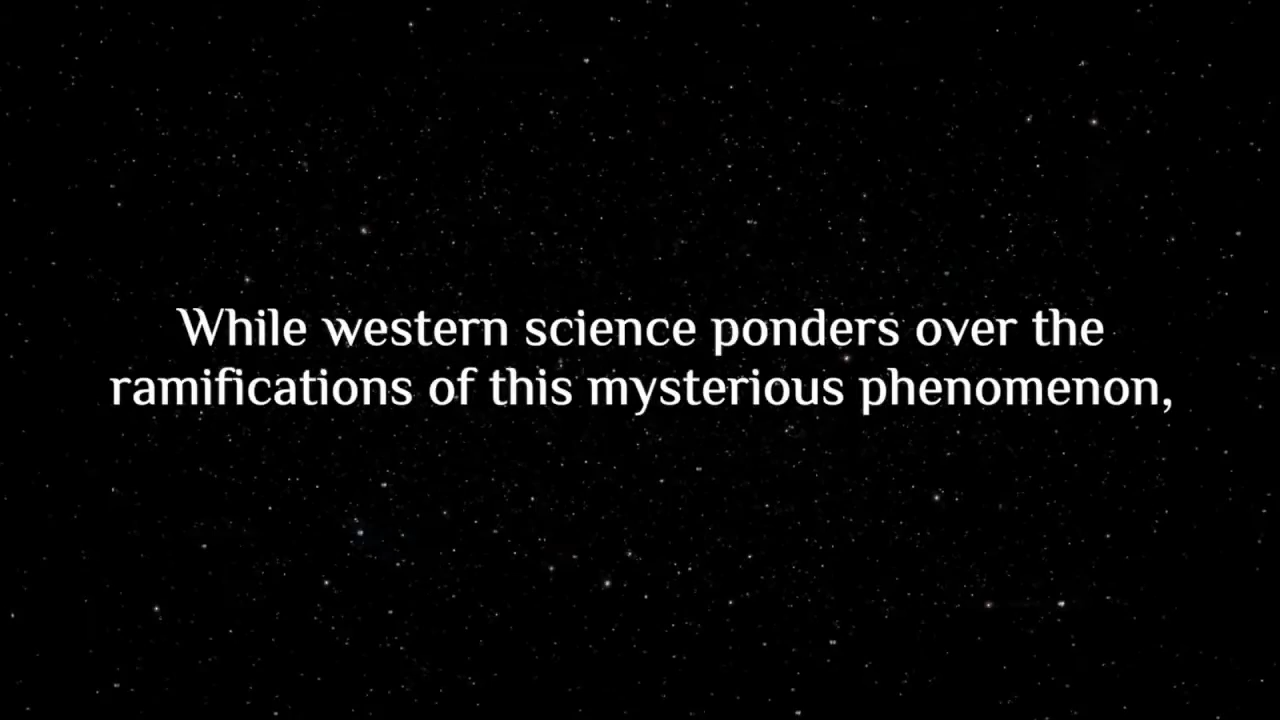 While western science ponders over the
ramifications of this mysterious phenomenon,